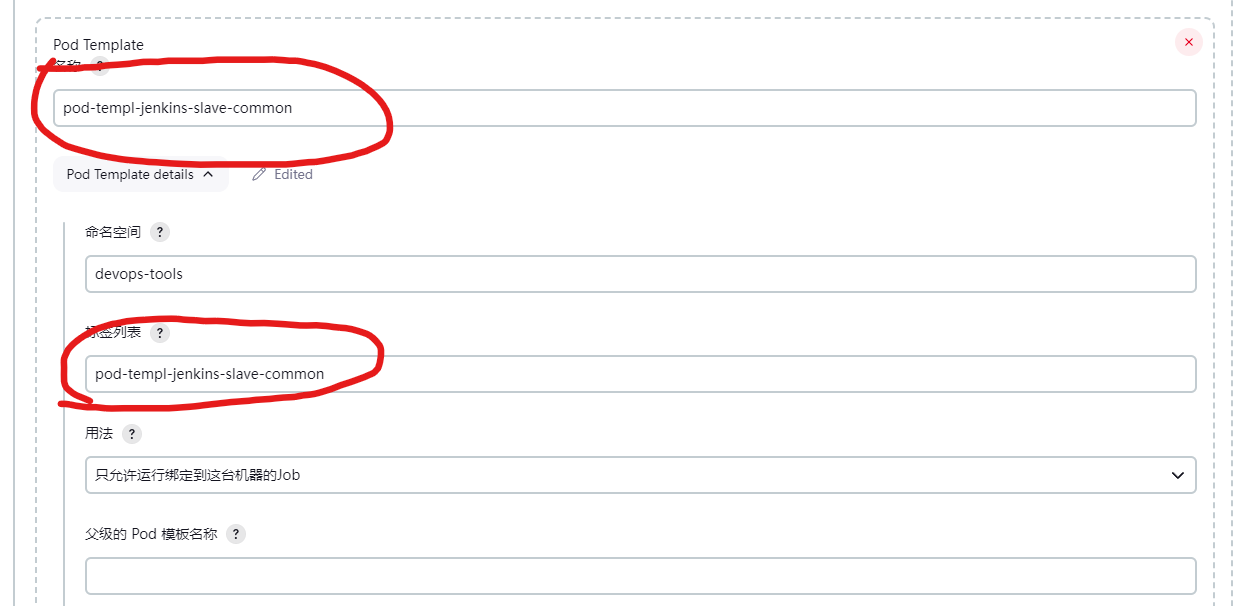 Pod Template
名称 ?
pod-templ-jenkins-slave-common
Pod Template details Edited
命名空间 ?
devops-tools
标签列表 ?
pod-templ-jenkins-slave-common
用法 ?
只允许运行绑定到这台机器的Job
父级的 Pod 模板名称 ?